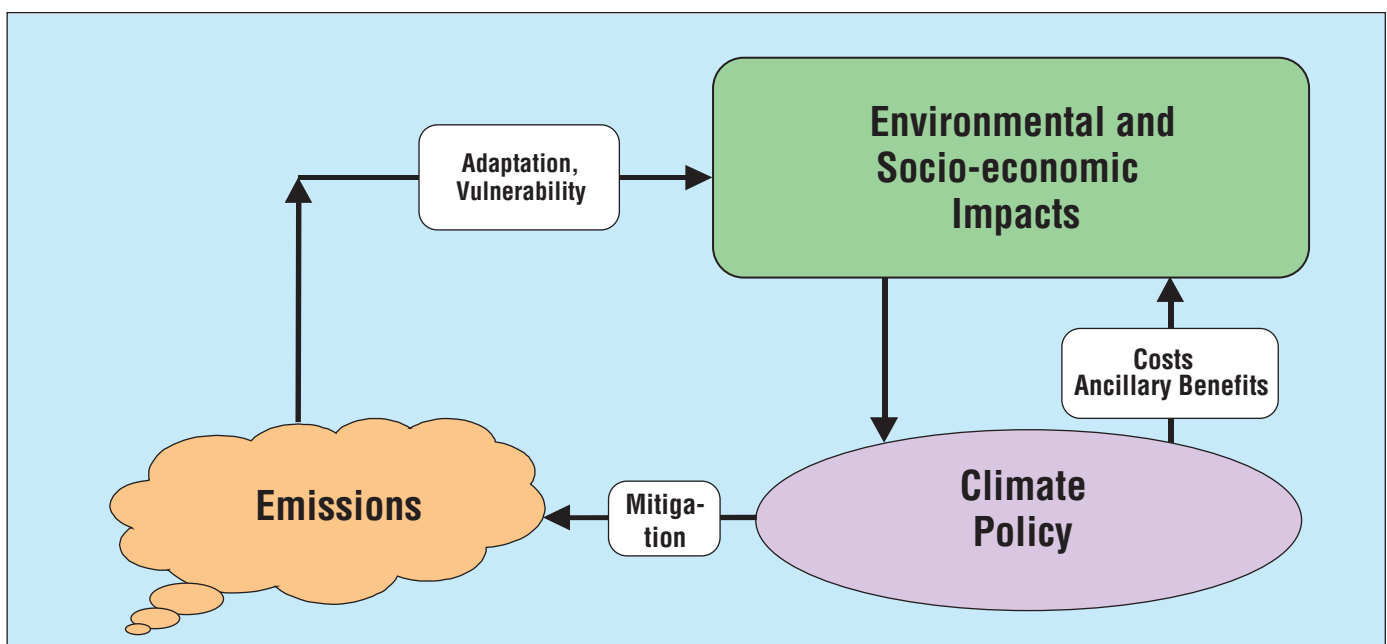 Environmental and
Socio-economic
Impacts
Adaptation,
Vulnerability
Costs
Ancillary Benefits
Emissions
Mitiga-
tion
Climate
Policy